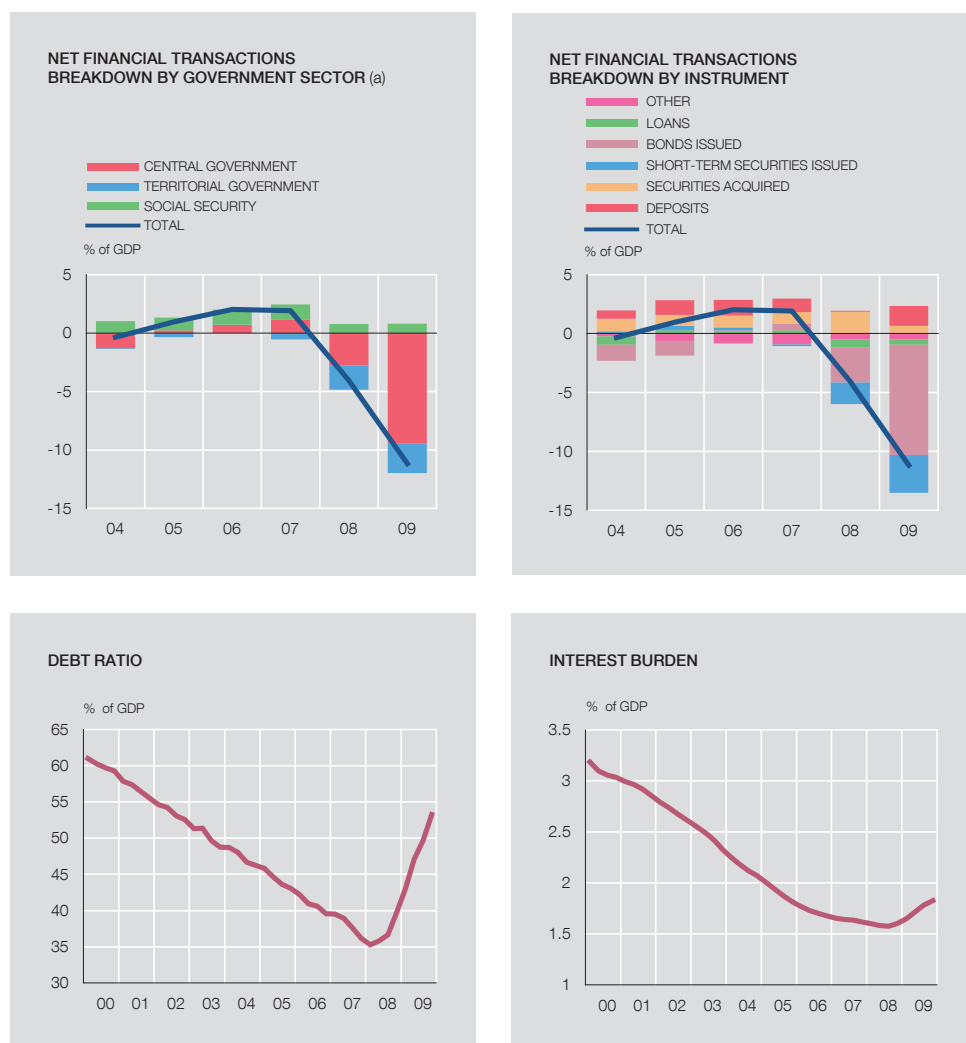 NET FINANCIAL TRANSACTIONS
BREAKDOWN BY GOVERNMENT SECTOR (a)
CENTRAL GOVERNMENT
TERRITORIAL GOVERNMENT
SOCIAL SECURITY
TOTAL
% of GDP
5
0
-5
-10
-15
04 05 06 07 08 09
NET FINANCIAL TRANSACTIONS
BREAKDOWN BY INSTRUMENT
OTHER
LOANS
BONDS ISSUED
SHORT-TERM SECURITIES ISSUED
SECURITIES ACQUIRED
DEPOSITS
TOTAL
% of GDP
5
0
-5
-10
-15
04 05 06 07 08 09
DEBT RATIO
% of GDP
65
60
55
50
45
40
35
30
00 01 02 03 04 05 06 07 08 09
INTEREST BURDEN
% of GDP
3.5
3
2.5
2
1.5
1
00 01 02 03 04 05 06 07 08 09